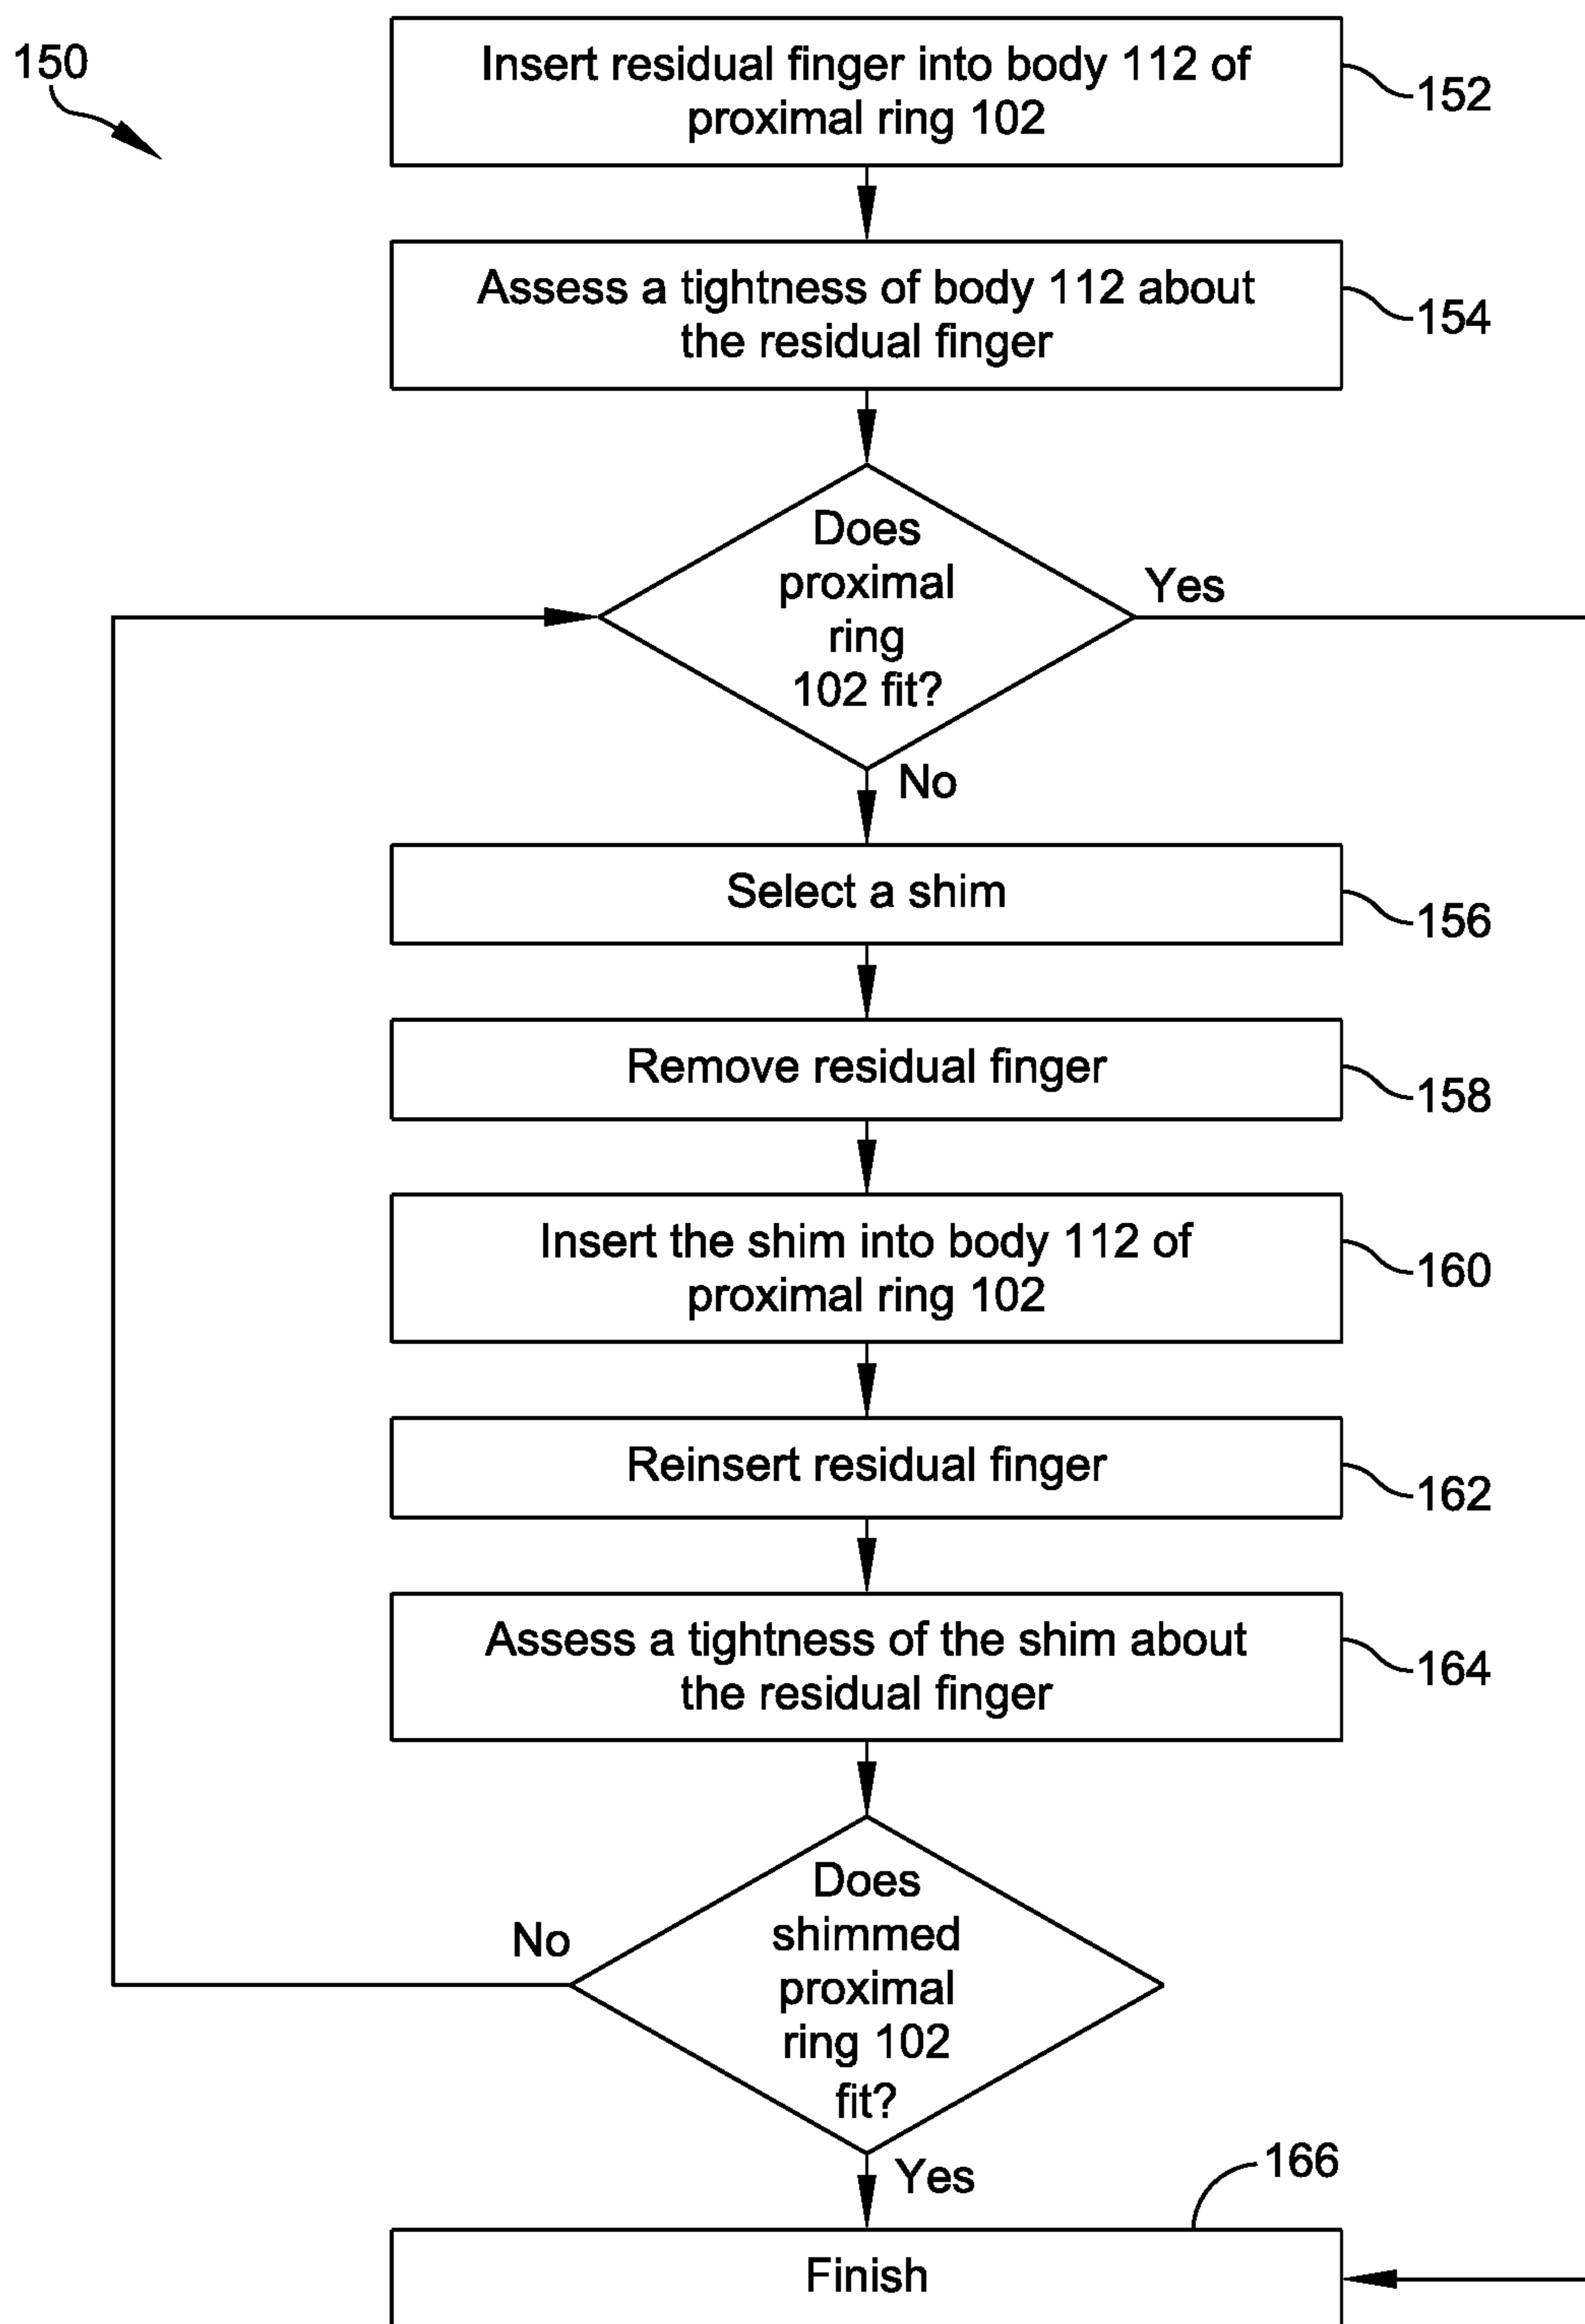 150
Insert residual finger into body 112 of
proximal ring 102
152
Assess a tightness of body 112 about
the residual finger
154
Does
proximal
ring
102 fit?
Yes
No
Select a shim
156
Remove residual finger
158
Insert the shim into body 112 of
proximal ring 102
160
Reinsert residual finger
162
Assess a tightness of the shim about
the residual finger
164
Does
shimmed
proximal
ring 102
fit?
No
Yes
166
Finish